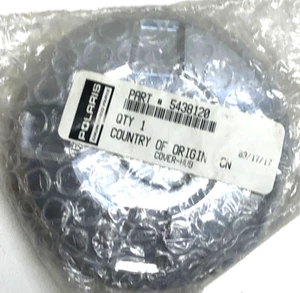 POLARIS
PART # 5438120
QTY 1
COUNTRY OF ORIGIN CN
COVER-HUB
03/17/17